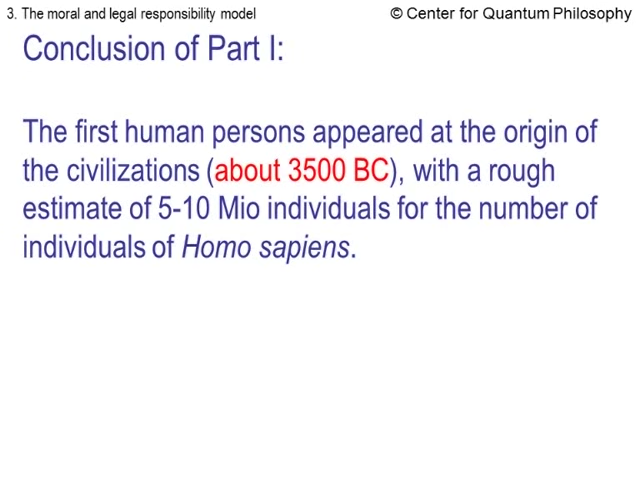 3. The moral and legal responsibility model
© Center for Quantum Philosophy
Conclusion of Part I:
The first human persons appeared at the origin of
the civilizations (about 3500 BC), with a rough
estimate of 5-10 Mio individuals for the number of
individuals of Homo sapiens.